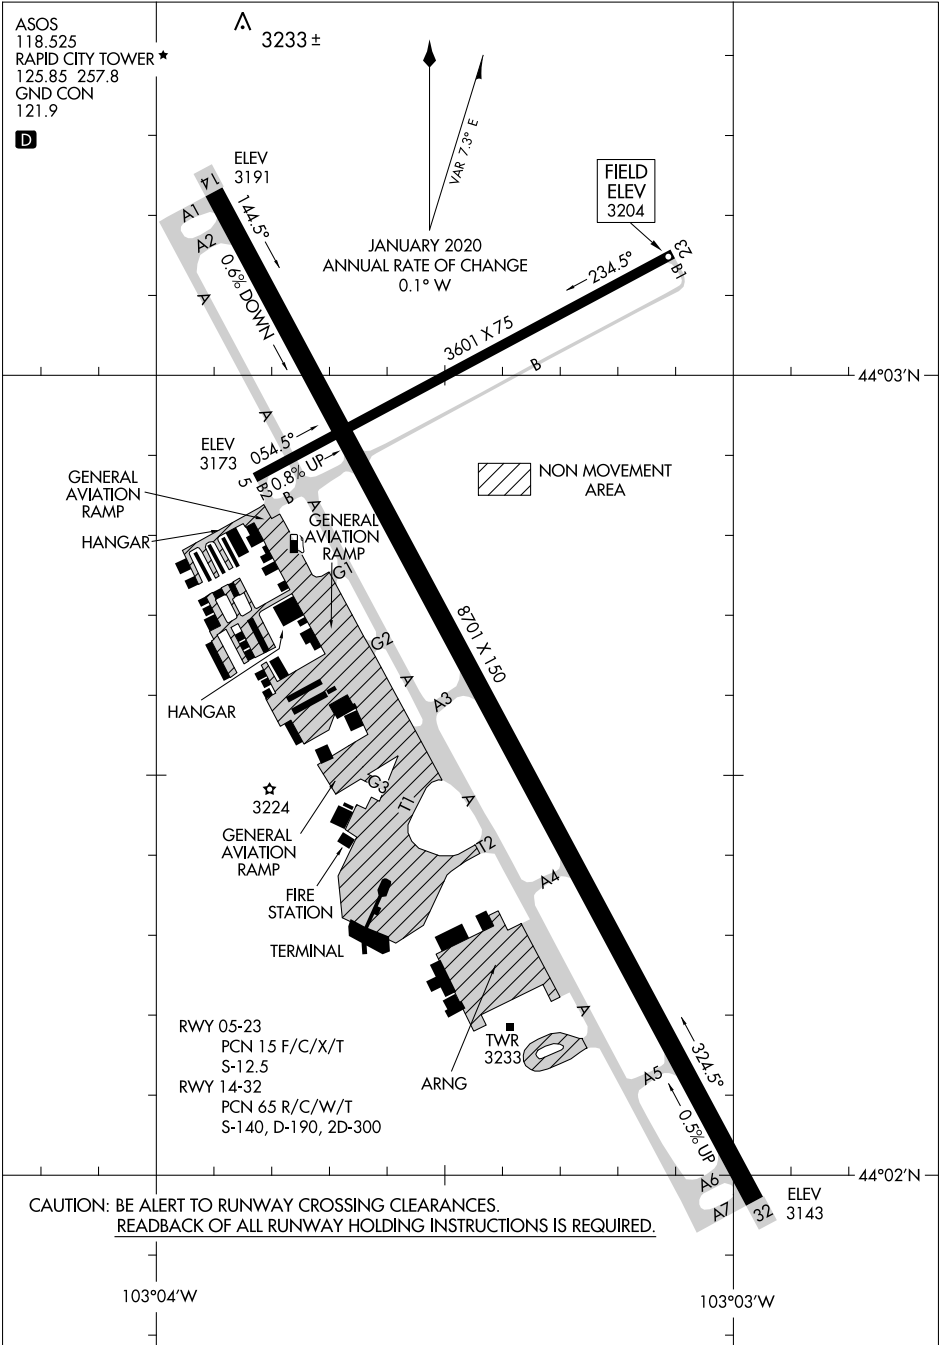 ASOS
118.525
RAPID CITY TOWER
125.85 257.8
GND CON
121.9
D
3233 ±
VAR 7.3° E
JANUARY 2020
ANNUAL RATE OF CHANGE
0.1° W
FIELD
ELEV
3204
ELEV
3191
14
144.5°
A1
A2
A
0.6% DOWN
23
B1
234.5°
3601 X 75
B
44°03'N
A
ELEV
3173
054.5°
0.8% UP
5
B2
B
A
NON MOVEMENT
AREA
GENERAL
AVIATION
RAMP
HANGAR
GENERAL
AVIATION
RAMP
G1
G2
A
8701 X 150
A3
HANGAR
3224
G3
T1
A
GENERAL
AVIATION
RAMP
T2
A4
FIRE
STATION
TERMINAL
A
TWR
3233
ARNG
RWY 05-23
PCN 15 F/C/X/T
S-12.5
RWY 14-32
PCN 65 R/C/W/T
S-140, D-190, 2D-300
324.5°
A5
0.5% UP
44°02'N
A6
A7
32
ELEV
3143
CAUTION: BE ALERT TO RUNWAY CROSSING CLEARANCES.
READBACK OF ALL RUNWAY HOLDING INSTRUCTIONS IS REQUIRED.
103°04'W
103°03'W